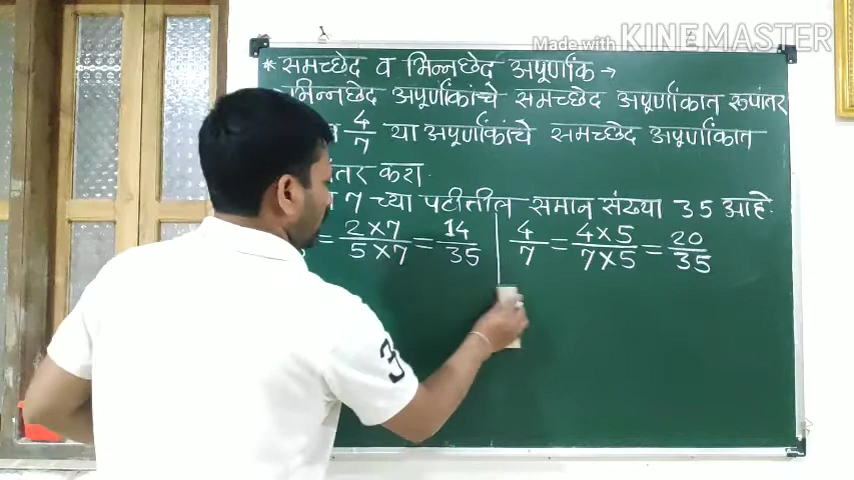 Made with KINEMASTER
* समच्छेद व भिन्नछेद अपूर्णांक →
भिन्नछेद अपूर्णांकांचे समच्छेद अपूर्णांकात रूपांतर
4/7 या अपूर्णांकांचे समच्छेद अपूर्णांकात
करा.
7 च्या पटीतील समान संख्या 35 आहे.
= 2×7/5×7 = 14/35 | 4/7 = 4×5/7×5 = 20/35
3